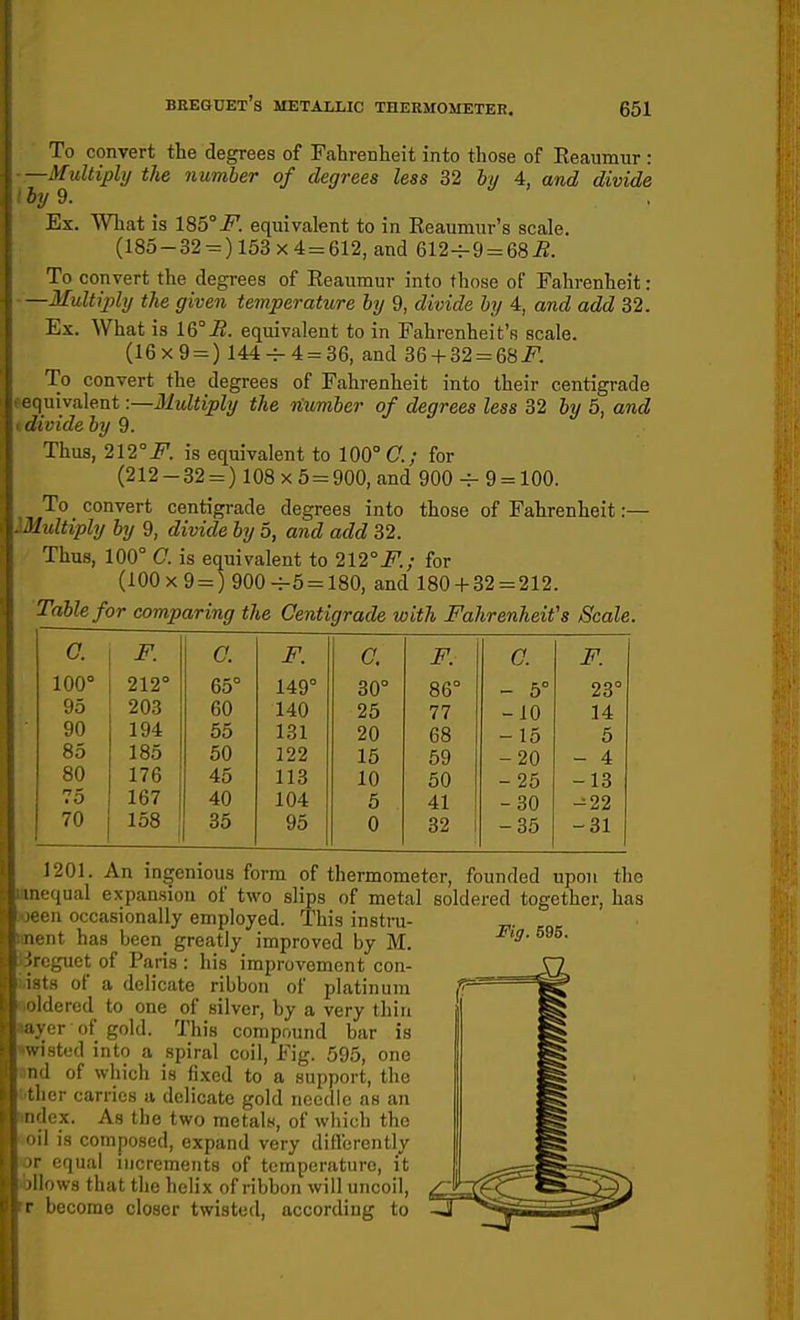 BREGUET'S METALLIC THERMOMETER. 651
To convert the degrees of Fahrenheit into those of Reaumur:
—Multiply the number of degrees less 32 by 4, and divide
by 9.
Ex. What is 185° F. equivalent to in Reaumur's scale.
(185-32=) 153 x 4=612, and 612÷9=68 R.
To convert the degrees of Reaumur into those of Fahrenheit:
—Multiply the given temperature by 9, divide by 4, and add 32.
Ex. What is 16° R. equivalent to in Fahrenheit's scale.
(16 x 9=) 144 ÷ 4=36, and 36+32=68 F.
To convert the degrees of Fahrenheit into their centigrade
equivalent:—Multiply the number of degrees less 32 by 5, and
divide by 9.
Thus, 212° F. is equivalent to 100° C.; for
(212-32=) 108 x 5=900, and 900 ÷ 9=100.
To convert centigrade degrees into those of Fahrenheit:—
Multiply by 9, divide by 5, and add 32.
Thus, 100° C. is equivalent to 212° F.; for
(100 x 9=) 900÷5=180, and 180+32=212.
Table for comparing the Centigrade with Fahrenheit's Scale.
C. F. C. F. C. F. C. F.
100° 212° 65° 149° 30° 86° - 5° 23°
95 203 60 140 25 77 -10 14
90 194 55 131 20 68 -15 5
85 185 50 122 15 59 -20 - 4
80 176 45 113 10 50 -25 -13
75 167 40 104 5 41 -30 -22
70 158 35 95 0 32 -35 -31
1201. An ingenious form of thermometer, founded upon the
unequal expansion of two slips of metal soldered together, has
been occasionally employed. This instru-
ment has been greatly improved by M.
Breguet of Paris: his improvement con-
ists of a delicate ribbon of platinum
oldered to one of silver, by a very thin
ayer of gold. This compound bar is
wisted into a spiral coil, Fig. 595, one
nd of which is fixed to a support, the
ther carries a delicate gold needle as an
ndex. As the two metals, of which the
oil is composed, expand very differently
or equal increments of temperature, it
ollows that the helix of ribbon will uncoil,
r become closer twisted, according to
Fig. 595.